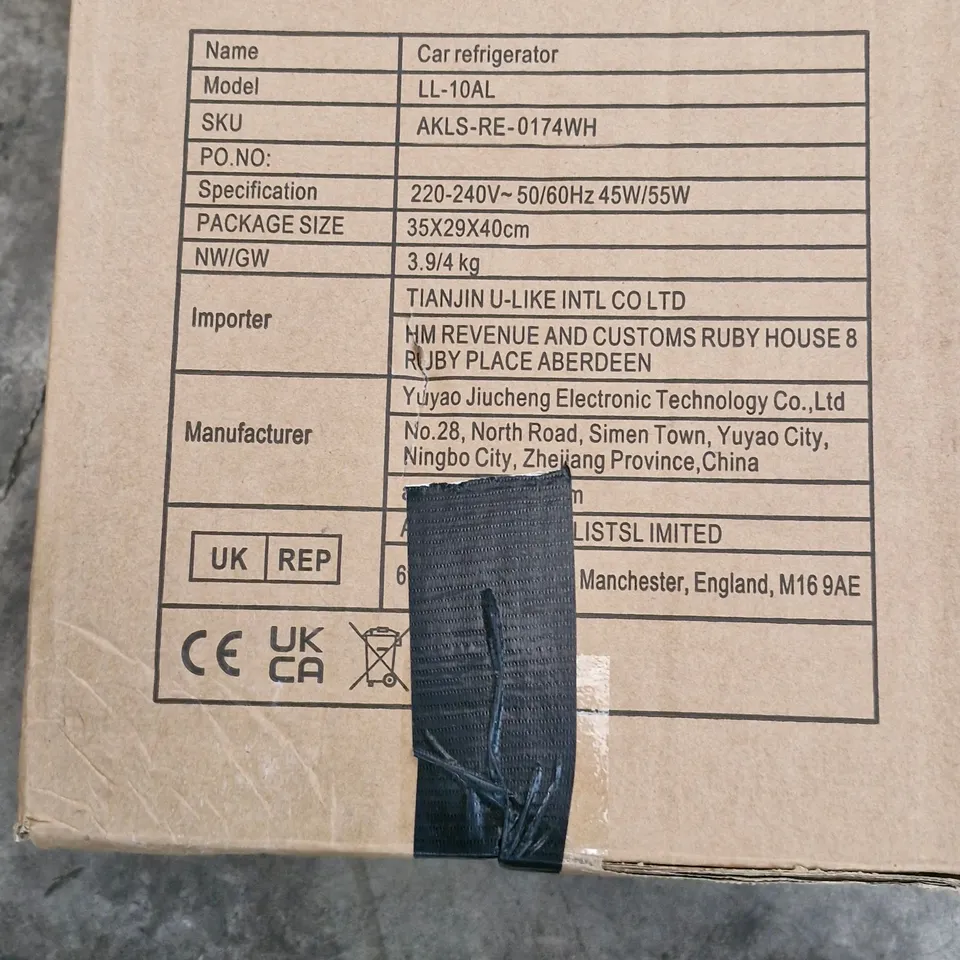 Name Car refrigerator
Model LL-10AL
SKU AKLS-RE-0174WH
PO.NO:
Specification 220-240V~ 50/60Hz 45W/55W
PACKAGE SIZE 35X29X40cm
NW/GW 3.9/4 kg
Importer
TIANJIN U-LIKE INTL CO LTD
HM REVENUE AND CUSTOMS RUBY HOUSE 8
RUBY PLACE ABERDEEN
Manufacturer
Yuyao Jiucheng Electronic Technology Co.,Ltd
No.28, North Road, Simen Town, Yuyao City,
Ningbo City, Zhejiang Province,China
UK REP
LISTSL IMITED
6 Manchester, England, M16 9AE
CE UK
CA